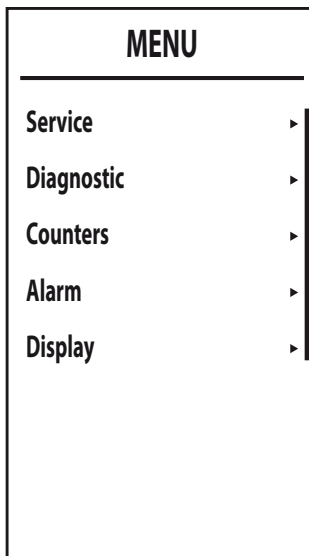 MENU
Service
Diagnostic
Counters
Alarm
Display